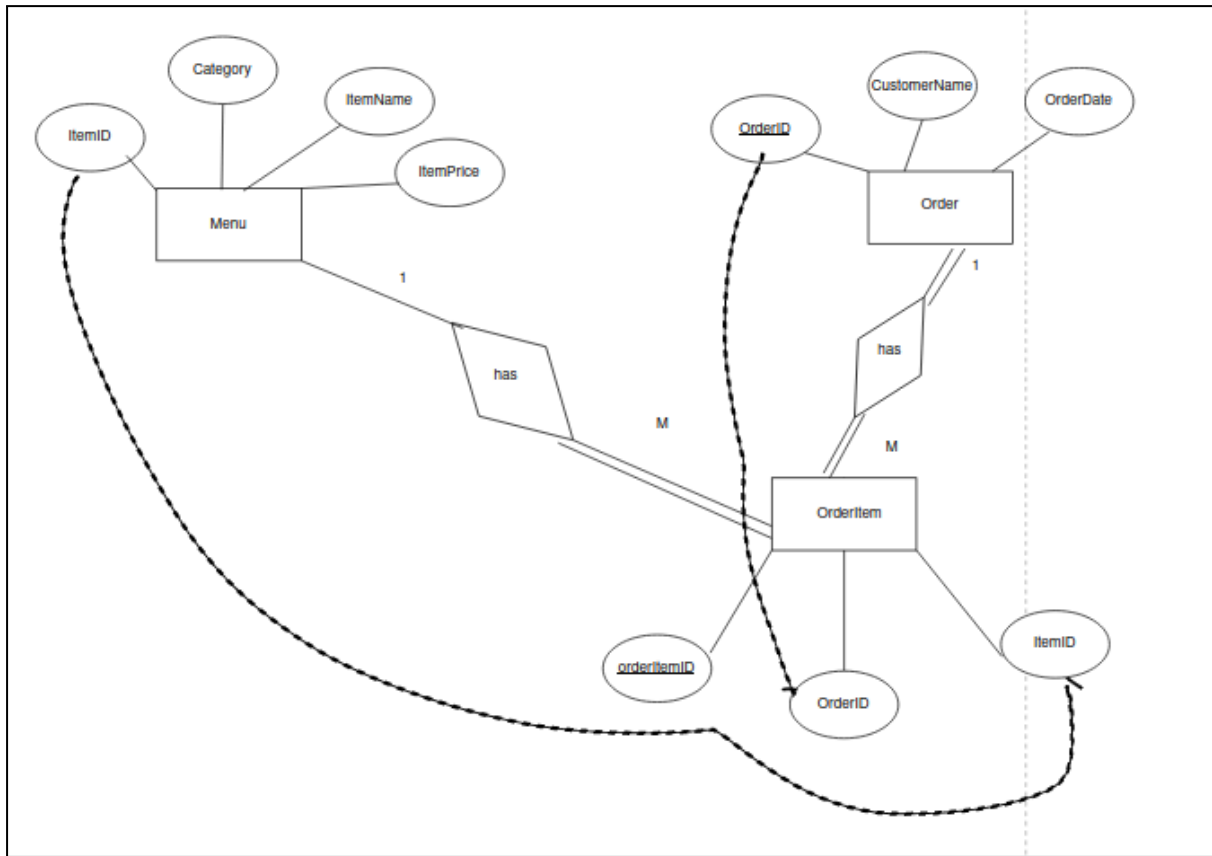 Category
ItemName
ItemID
ItemPrice
Menu
CustomerName
OrderDate
OrderID
Order
1
1
has
has
M
M
OrderItem
orderItemID
OrderID
ItemID